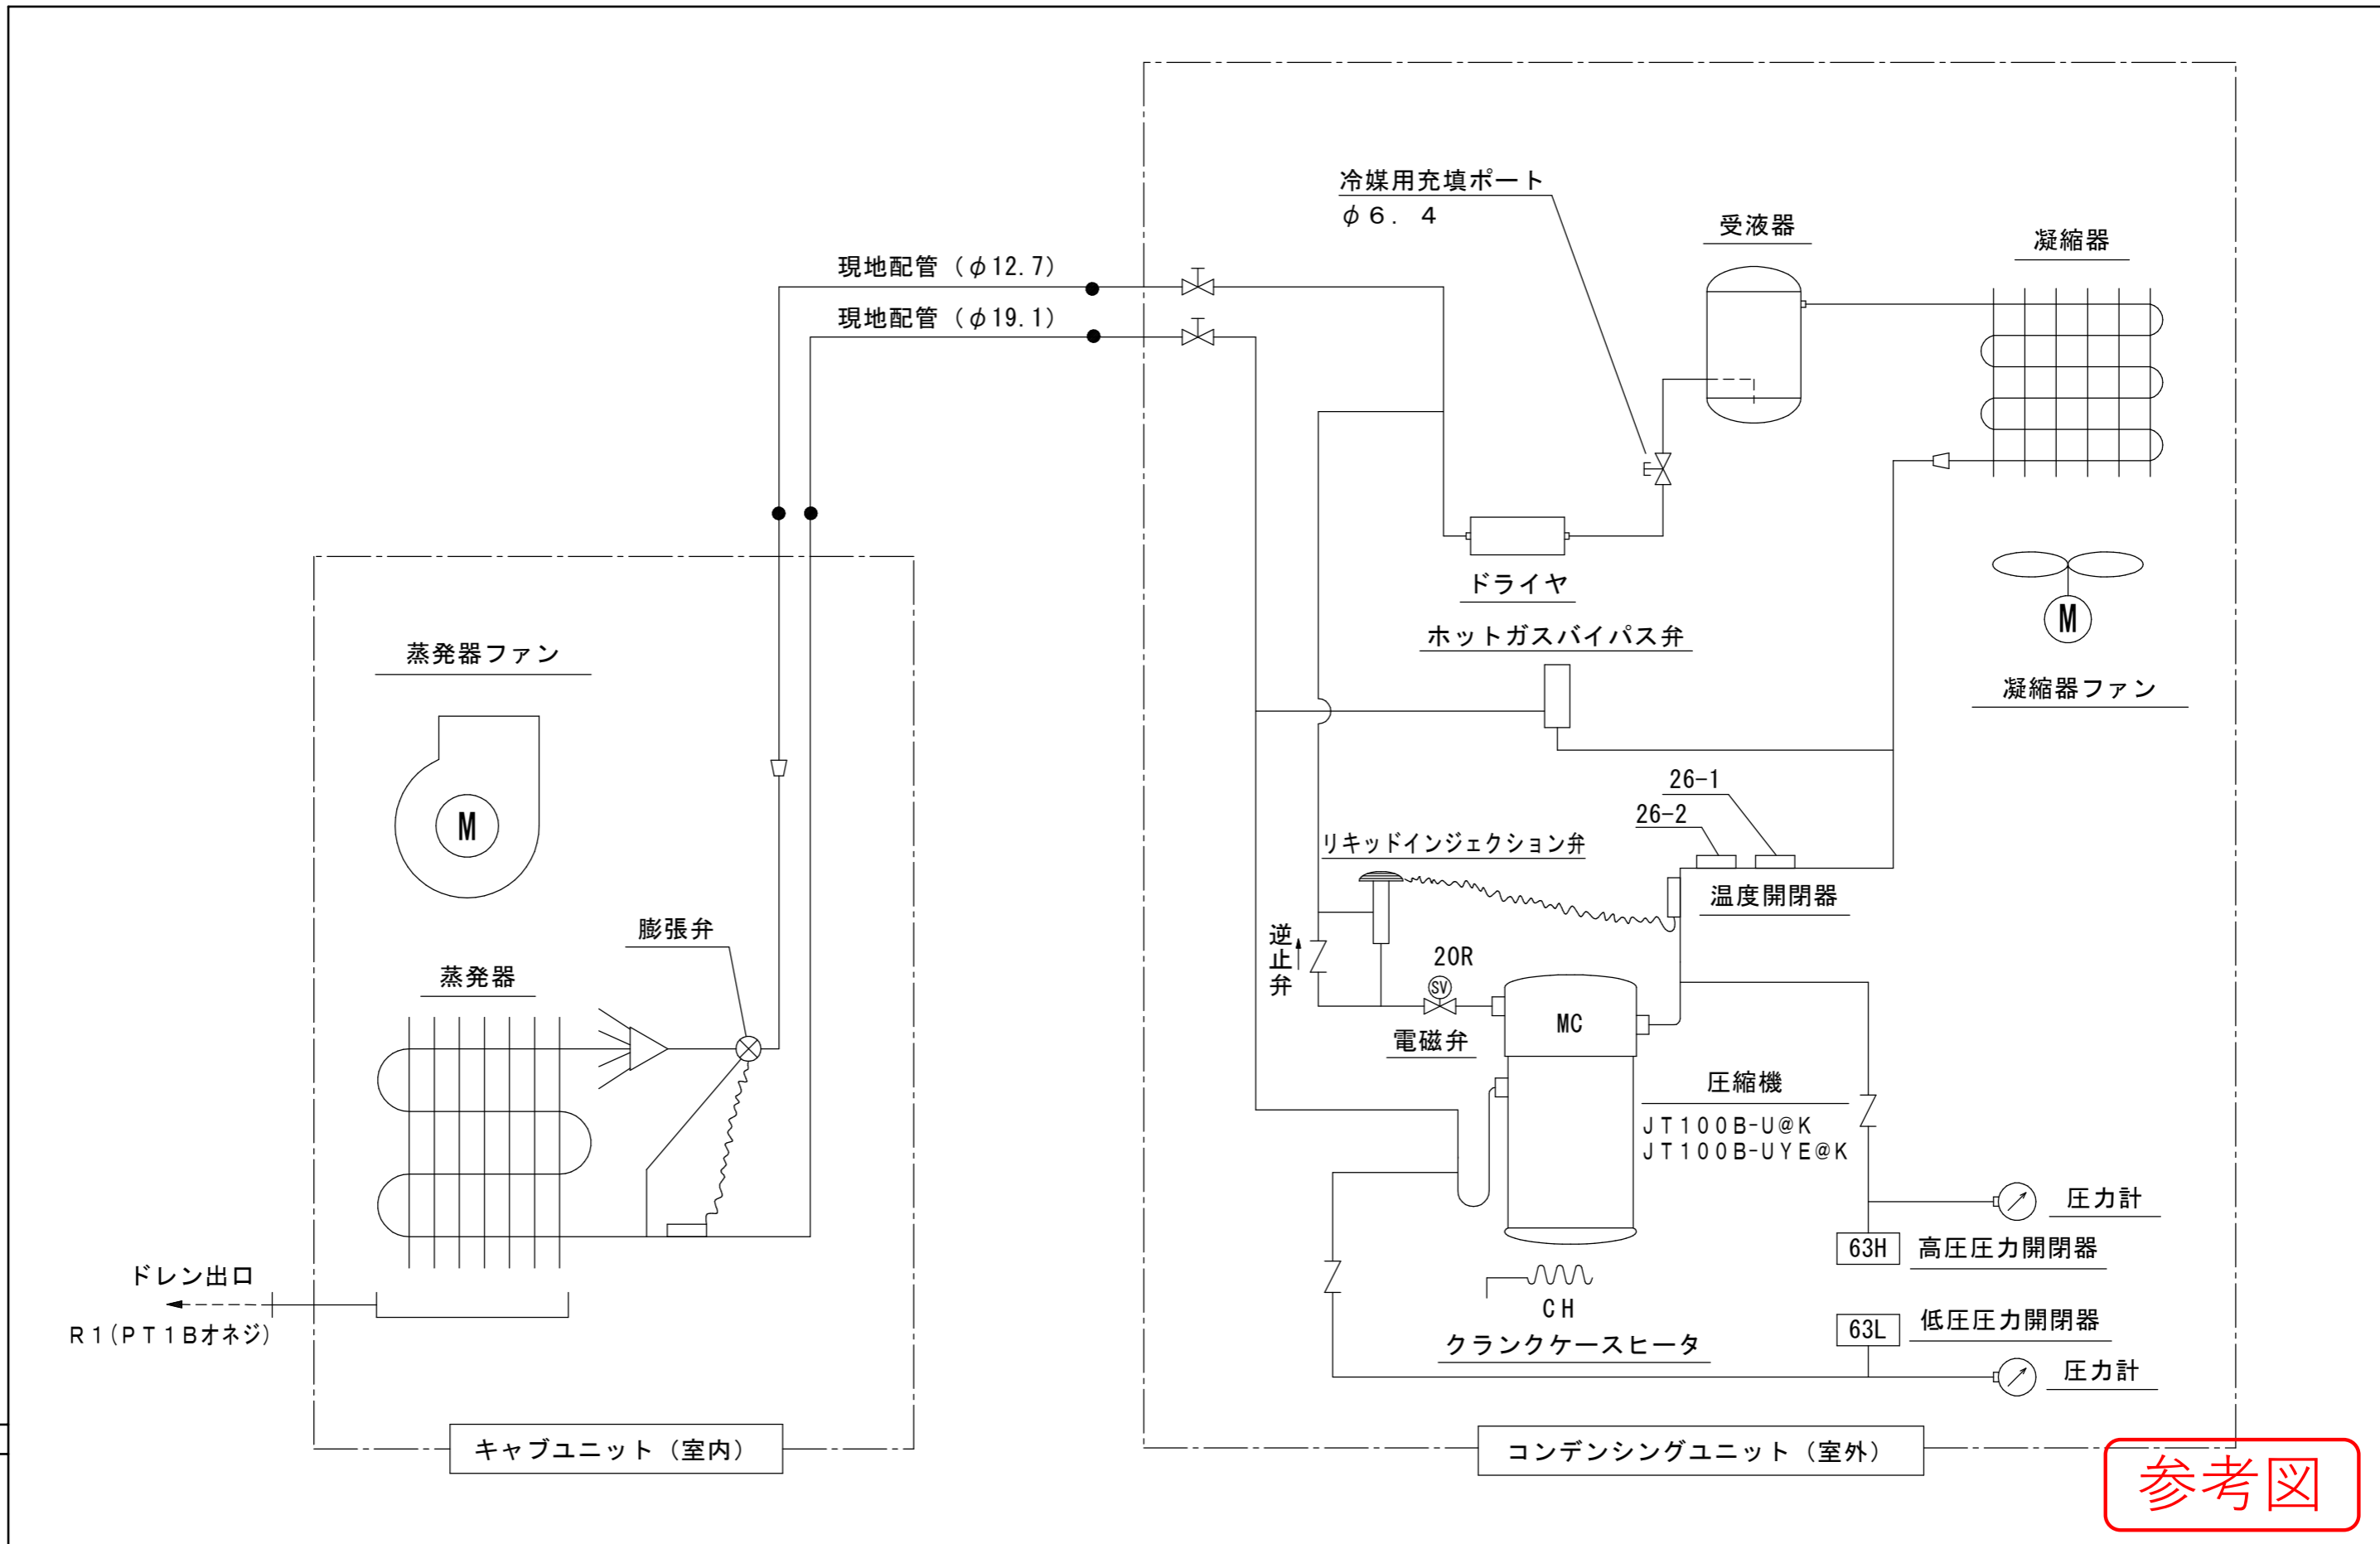 冷媒用充填ポート
φ6.4
受液器
凝縮器
現地配管（φ12.7）
現地配管（φ19.1）
ドライヤ
ホットガスバイパス弁
M
凝縮器ファン
蒸発器ファン
M
26-1
26-2
リキッドインジェクション弁
温度開閉器
膨張弁
蒸発器
逆止弁
20R
SV
電磁弁
MC
圧縮機
JT100B-U@K
JT100B-UYE@K
圧力計
63H
高圧圧力開閉器
ドレン出口
R1(PT1Bオネジ)
CH
クランクケースヒータ
63L
低圧圧力開閉器
圧力計
キャブユニット（室内）
コンデンシングユニット（室外）
参考図